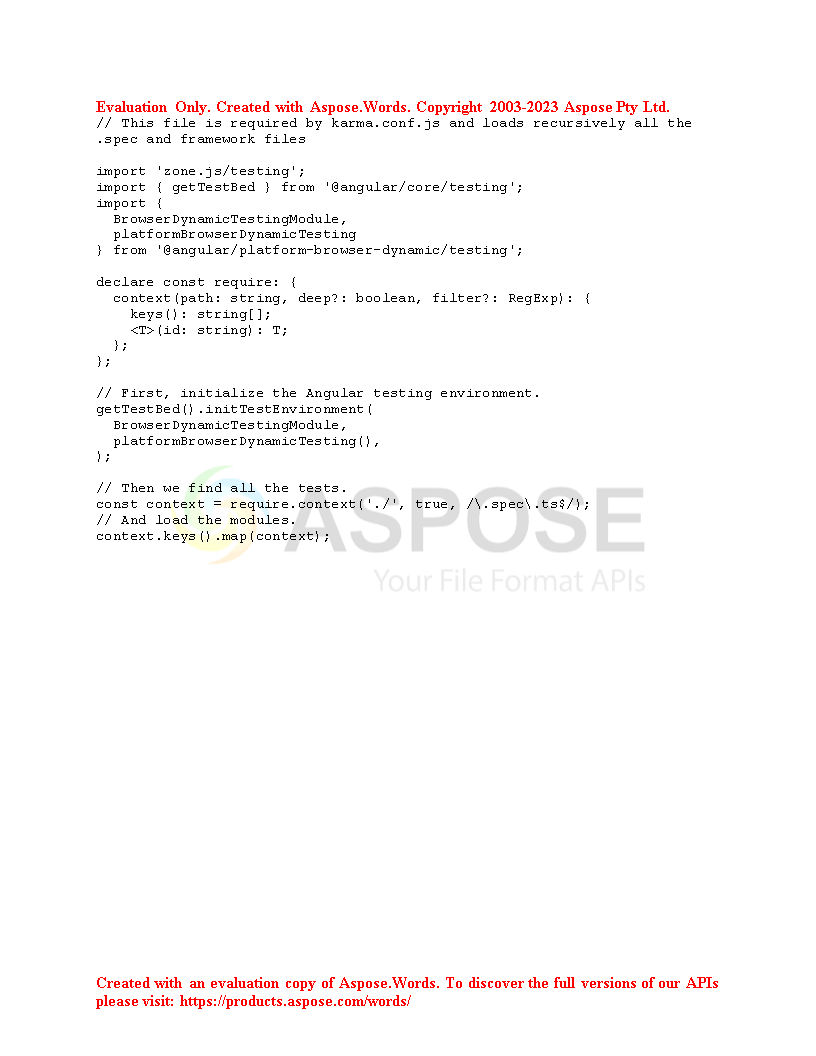 Evaluation Only. Created with Aspose.Words. Copyright 2003-2023 Aspose Pty Ltd.
// This file is required by karma.conf.js and loads recursively all the
.spec and framework files
import 'zone.js/testing';
import { getTestBed } from '@angular/core/testing';
import {
  BrowserDynamicTestingModule,
  platformBrowserDynamicTesting
} from '@angular/platform-browser-dynamic/testing';
declare const require: {
  context(path: string, deep?: boolean, filter?: RegExp): {
    keys(): string[];
    <T>(id: string): T;
  };
};
// First, initialize the Angular testing environment.
getTestBed().initTestEnvironment(
  BrowserDynamicTestingModule,
  platformBrowserDynamicTesting(),
);
// Then we find all the tests.
const context = require.context('./', true, /\.spec\.ts$/);
// And load the modules.
context.keys().map(context);
ASPOSE
Your File Format APIs
Created with an evaluation copy of Aspose.Words. To discover the full versions of our APIs
please visit: https://products.aspose.com/words/